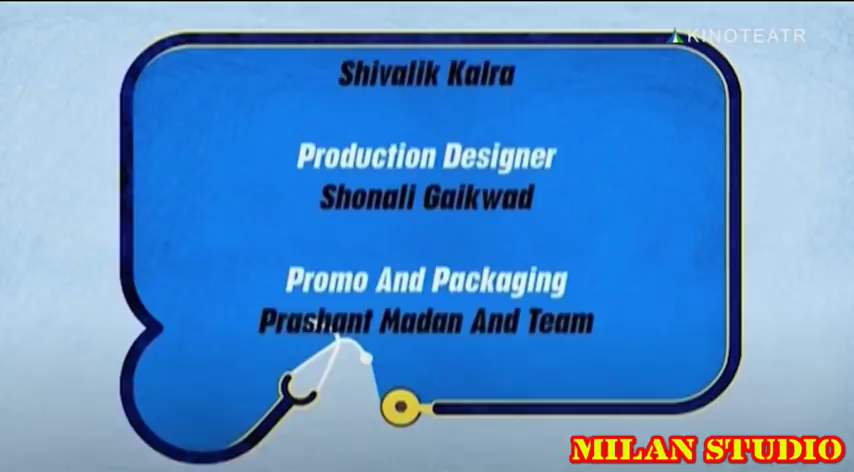 KINOTEATR
Shivalik Kalra
Production Designer
Shonali Gaikwad
Promo And Packaging
Prashant Madan And Team
MILAN STUDIO